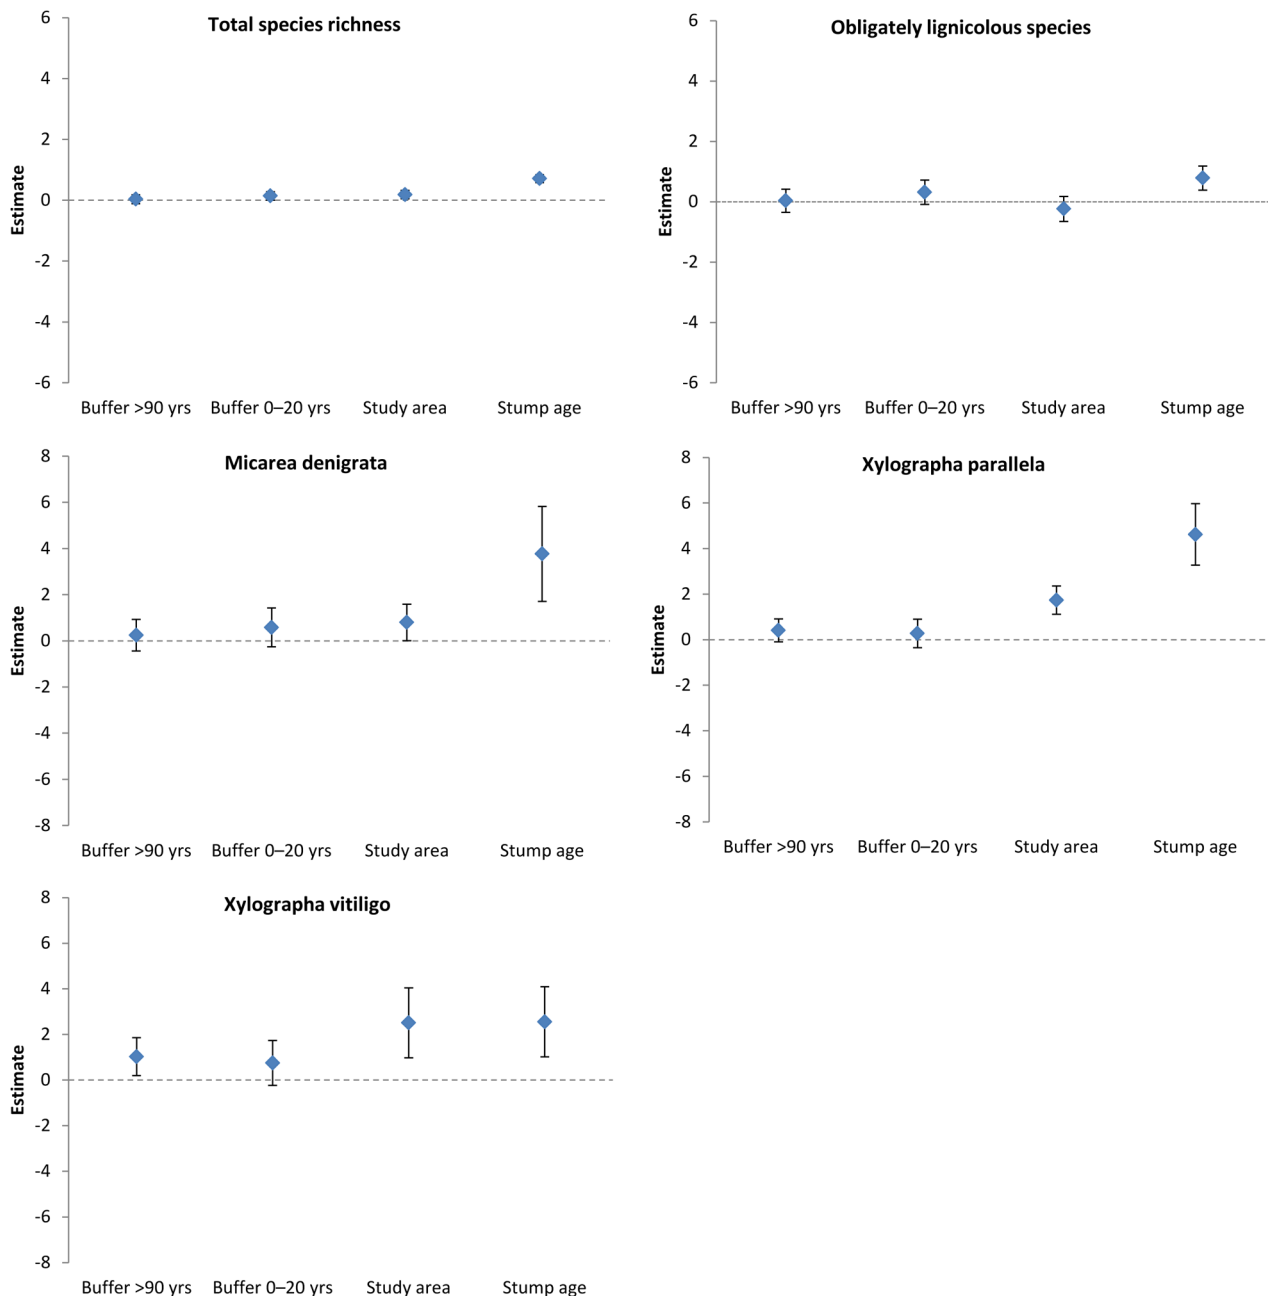 Total species richness
6
4
2
0
-2
-4
-6
Estimate
Buffer >90 yrs Buffer 0–20 yrs Study area Stump age
Obligately lignicolous species
6
4
2
0
-2
-4
-6
Estimate
Buffer >90 yrs Buffer 0–20 yrs Study area Stump age
Micarea denigrata
8
6
4
2
0
-2
-4
-6
-8
Estimate
Buffer >90 yrs Buffer 0–20 yrs Study area Stump age
Xylographa parallela
8
6
4
2
0
-2
-4
-6
-8
Estimate
Buffer >90 yrs Buffer 0–20 yrs Study area Stump age
Xylographa vitiligo
8
6
4
2
0
-2
-4
-6
-8
Estimate
Buffer >90 yrs Buffer 0–20 yrs Study area Stump age